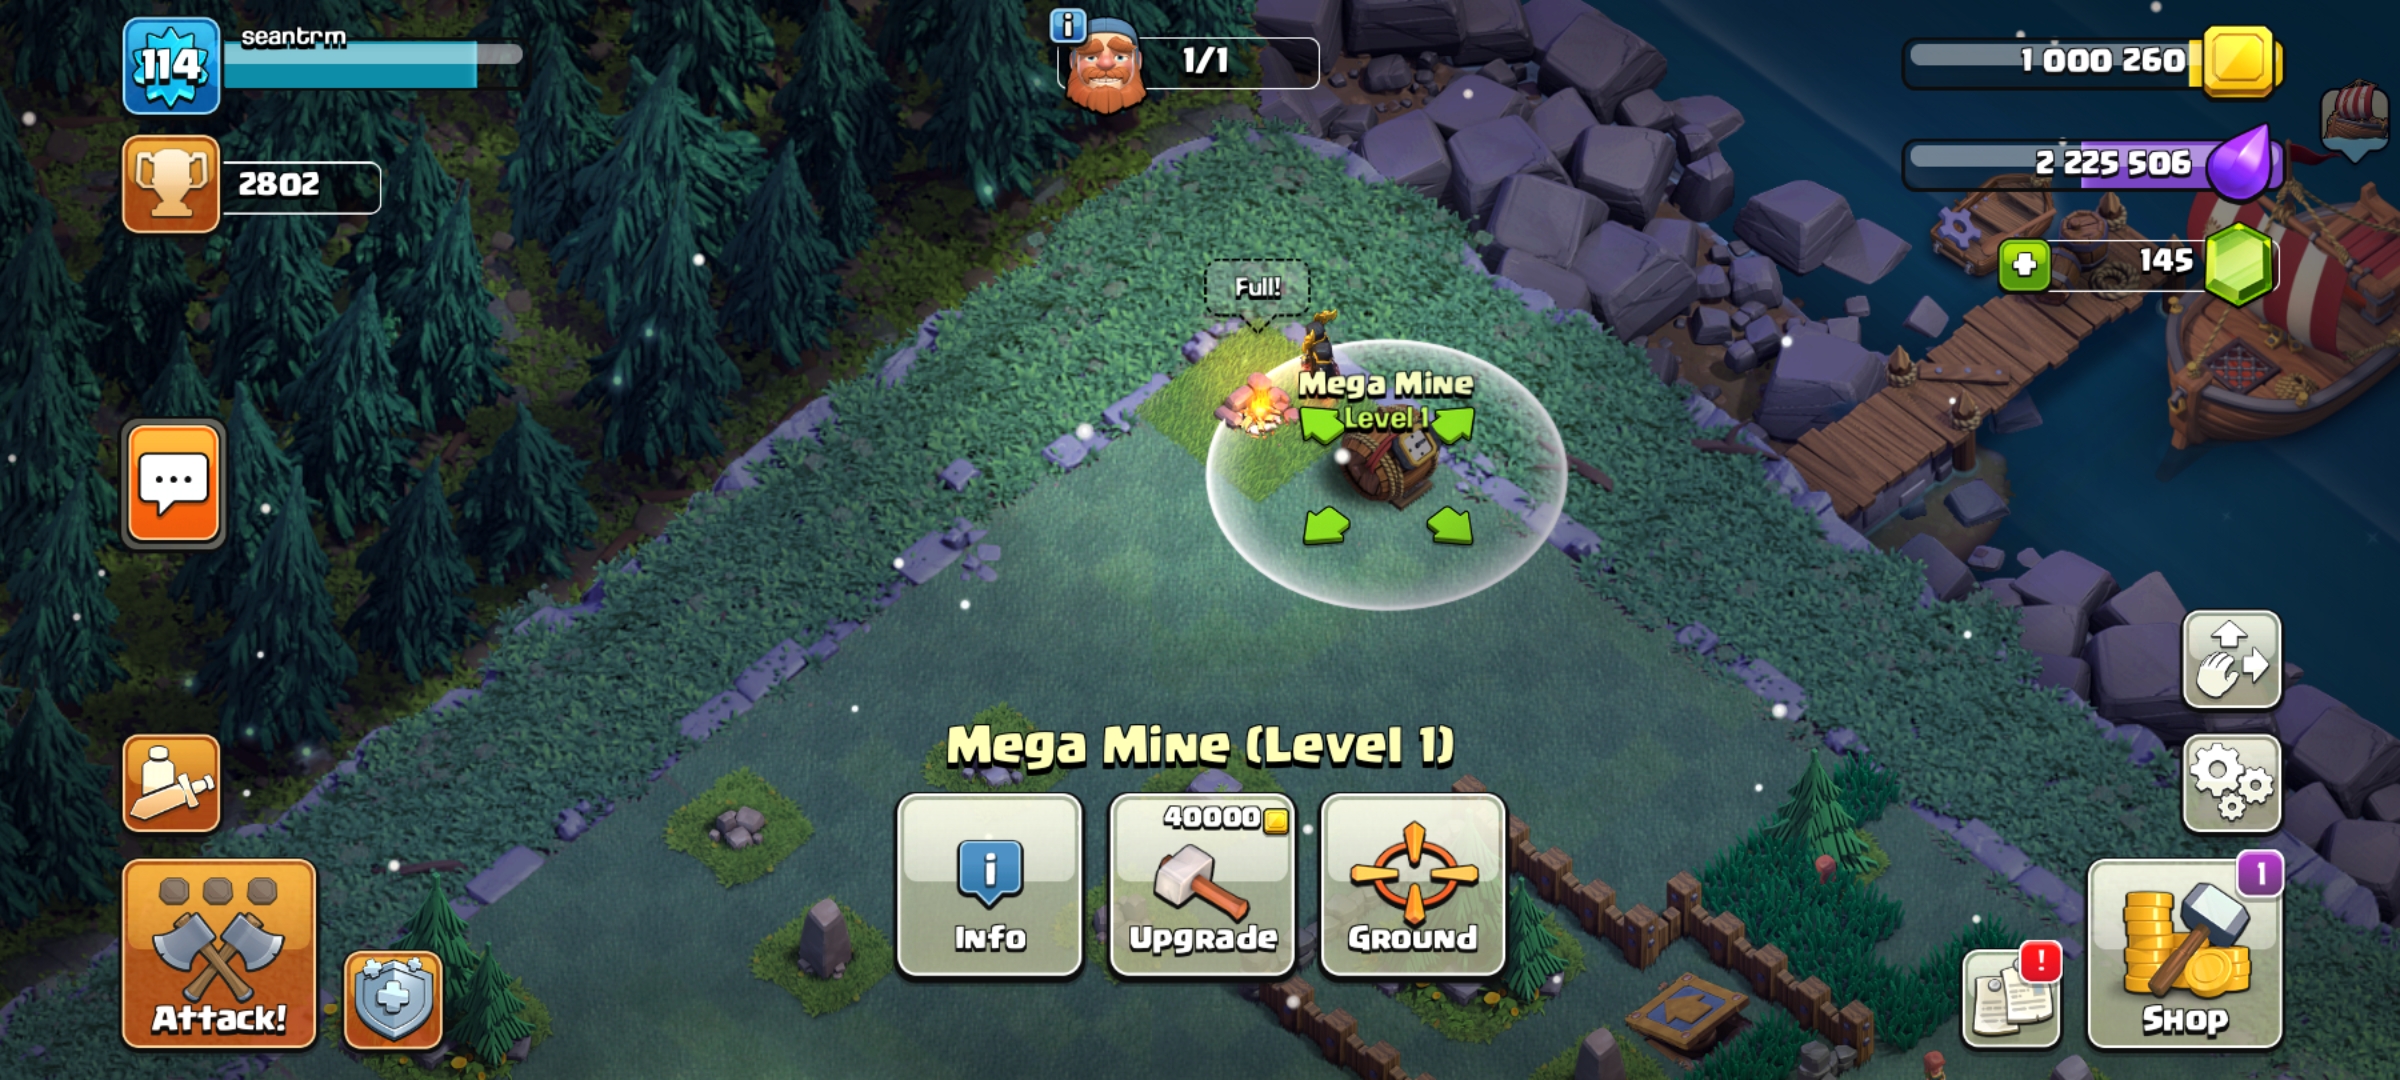 114
seantrm
1/1
1 000 260
2802
2 225 506
145
Full!
Mega Mine
Level 1
Mega Mine (Level 1)
40000
Info
Upgrade
Ground
1
!
Attack!
Shop